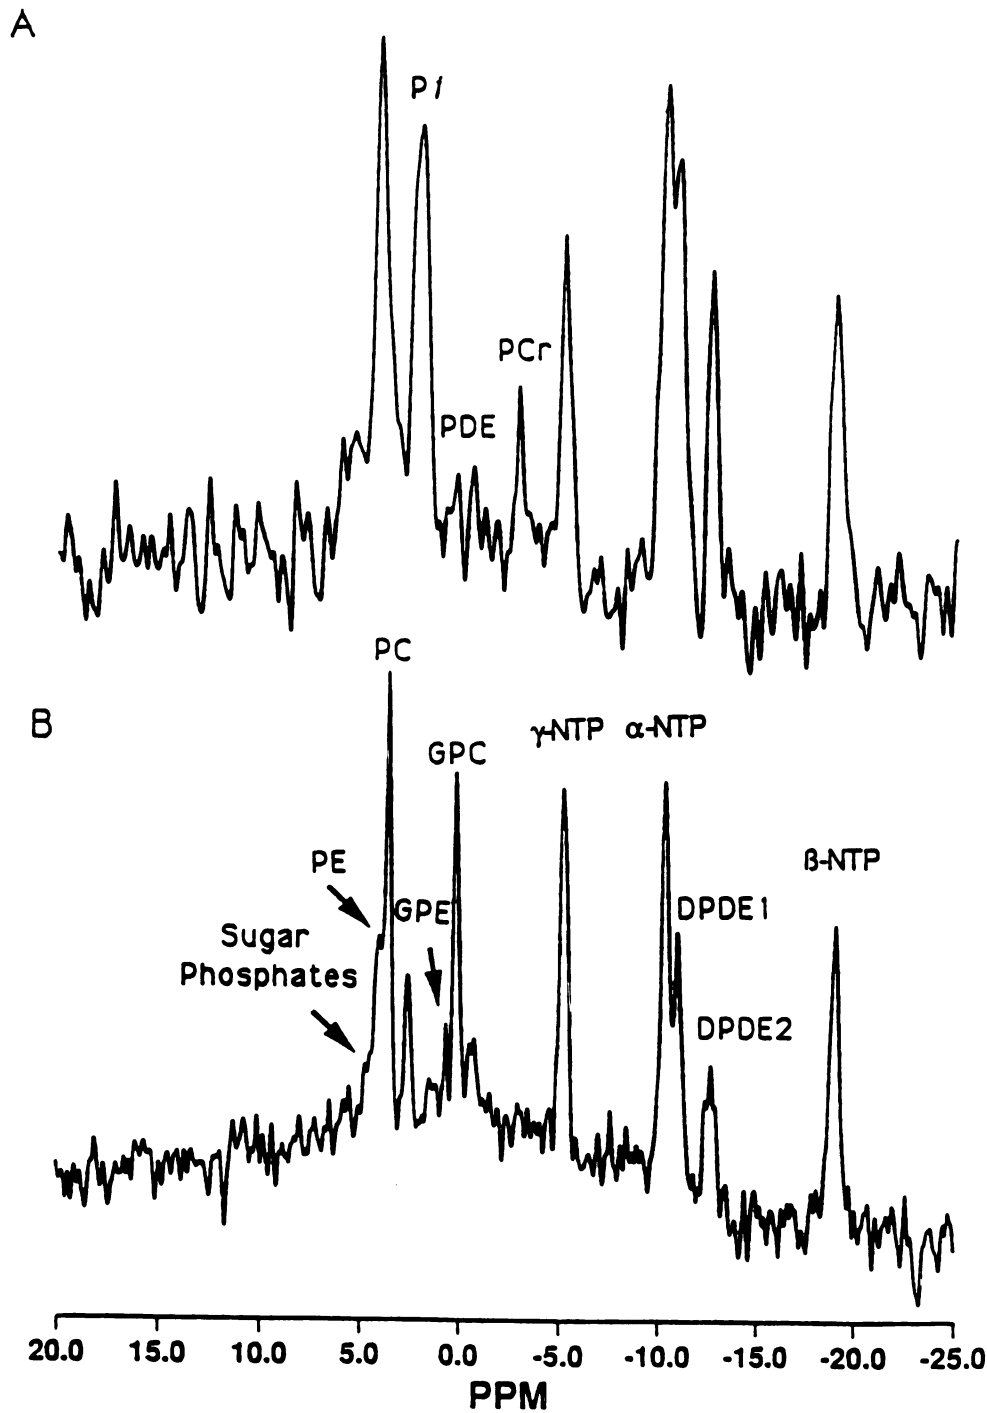 A
Pi
PCr
PDE
PC
B
γ-NTP α-NTP
GPC
PE
β-NTP
GPE
DPDE1
Sugar
Phosphates
DPDE2
20.0 15.0 10.0 5.0 0.0 -5.0 -10.0 -15.0 -20.0 -25.0
PPM